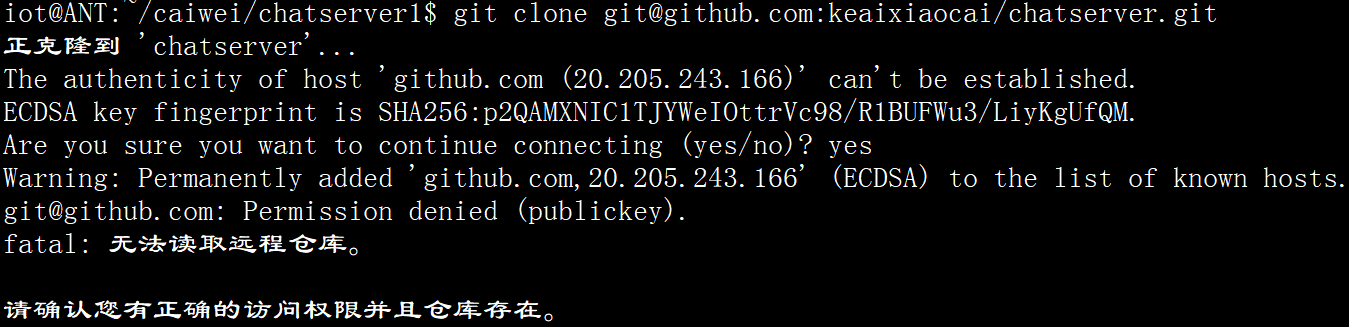 iot@ANT:~/caiwei/chatserver1$ git clone git@github.com:keaixiaocai/chatserver.git
正克隆到 'chatserver'...
The authenticity of host 'github.com (20.205.243.166)' can't be established.
ECDSA key fingerprint is SHA256:p2QAMXNIC1TJYWeIOttrVc98/R1BUFWu3/LiyKgUfQM.
Are you sure you want to continue connecting (yes/no)? yes
Warning: Permanently added 'github.com,20.205.243.166' (ECDSA) to the list of known hosts.
git@github.com: Permission denied (publickey).
fatal: 无法读取远程仓库。
请确认您有正确的访问权限并且仓库存在。